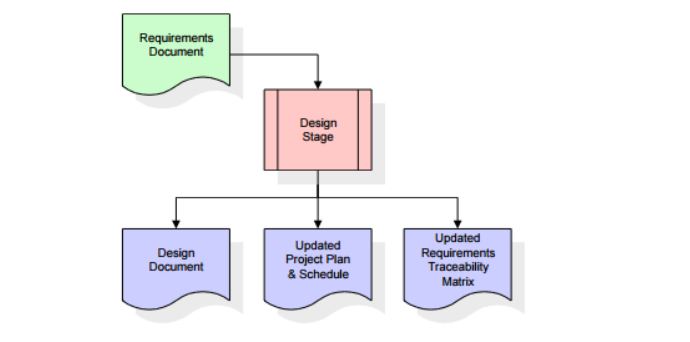 Requirements
Document
Design
Stage
Design
Document
Updated
Project Plan
& Schedule
Updated
Requirements
Traceability
Matrix